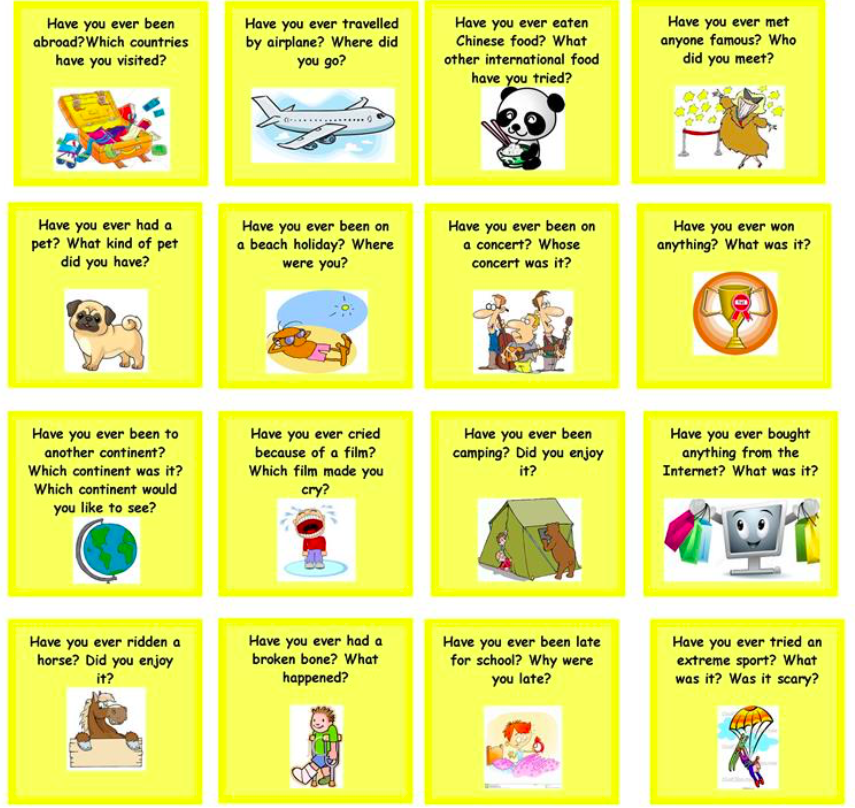 Have you ever been
abroad?Which countries
have you visited?
Have you ever travelled
by airplane? Where did
you go?
Have you ever eaten
Chinese food? What
other international food
have you tried?
Have you ever met
anyone famous? Who
did you meet?
Have you ever had a
pet? What kind of pet
did you have?
Have you ever been on
a beach holiday? Where
were you?
Have you ever been on
a concert? Whose
concert was it?
Have you ever won
anything? What was it?
Have you ever been to
another continent?
Which continent was it?
Which continent would
you like to see?
Have you ever cried
because of a film?
Which film made you
cry?
Have you ever been
camping? Did you enjoy
it?
Have you ever bought
anything from the
Internet? What was it?
Have you ever ridden a
horse? Did you enjoy
it?
Have you ever had a
broken bone? What
happened?
Have you ever been late
for school? Why were
you late?
Have you ever tried an
extreme sport? What
was it? Was it scary?